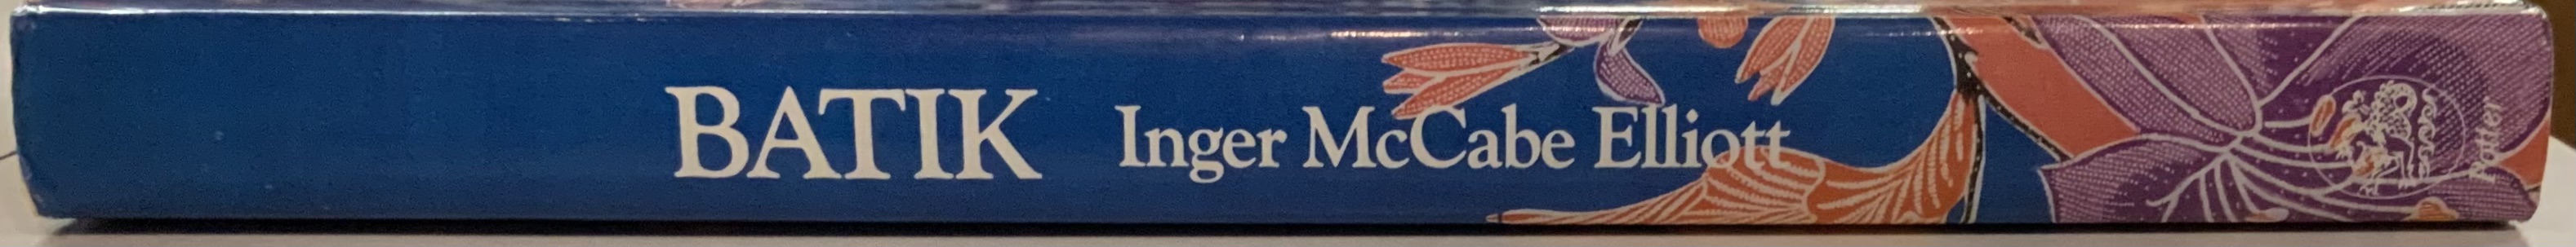 BATIK Inger McCabe Elliott
Potter